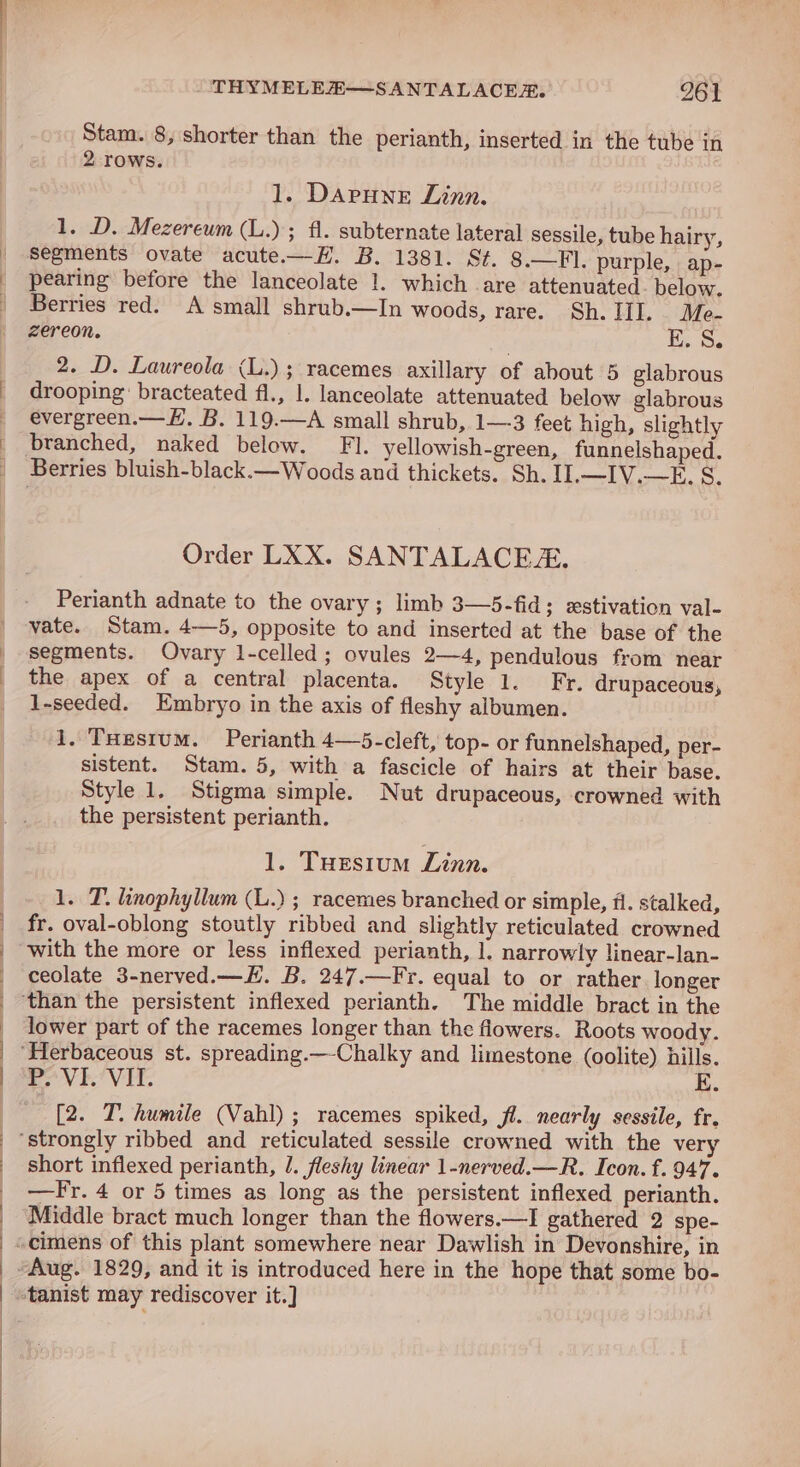 THYMELEÆ—SANTALACEÆ. 261
Stam. 8, shorter than the perianth, inserted in the tube in
2 rows.
1. DAPHNE Linn.
1. D. Mezereum (L.); fl. subternate lateral sessile, tube hairy,
segments ovate acute.—E. B. 1381. St. 8.—Fl. purple, ap-
pearing before the lanceolate l. which are attenuated below.
Berries red. A small shrub.—In woods, rare. Sh. III. Me-
zereon. E. S.
2. D. Laureola (L.); racemes axillary of about 5 glabrous
drooping bracteated fl., l. lanceolate attenuated below glabrous
evergreen.—E. B. 119.—A small shrub, 1—3 feet high, slightly
branched, naked below. Fl. yellowish-green, funnelshaped.
Berries bluish-black.—Woods and thickets. Sh. II.—IV.—E. S.
Order LXX. SANTALACEÆ.
Perianth adnate to the ovary; limb 3—5-fid; æstivation val-
vate. Stam. 4—5, opposite to and inserted at the base of the
segments. Ovary 1-celled; ovules 2—4, pendulous from near
the apex of a central placenta. Style 1. Fr. drupaceous,
1-seeded. Embryo in the axis of fleshy albumen.
1. THESIUM. Perianth 4—5-cleft, top- or funnelshaped, per-
sistent. Stam. 5, with a fascicle of hairs at their base.
Style 1. Stigma simple. Nut drupaceous, crowned with
the persistent perianth.
1. THESIUM Linn.
1. T. linophyllum (L.); racemes branched or simple, fl. stalked,
fr. oval-oblong stoutly ribbed and slightly reticulated crowned
with the more or less inflexed perianth, l. narrowly linear-lan-
ceolate 3-nerved.—E. B. 247.—Fr. equal to or rather longer
than the persistent inflexed perianth. The middle bract in the
lower part of the racemes longer than the flowers. Roots woody.
Herbaceous st. spreading.—Chalky and limestone (oolite) hills.
P. VI. VII. E.
[2. T. humile (Vahl); racemes spiked, fl. nearly sessile, fr.
strongly ribbed and reticulated sessile crowned with the very
short inflexed perianth, l. fleshy linear 1-nerved.—R. Icon. f. 947.
—Fr. 4 or 5 times as long as the persistent inflexed perianth.
Middle bract much longer than the flowers.—I gathered 2 spe-
cimens of this plant somewhere near Dawlish in Devonshire, in
Aug. 1829, and it is introduced here in the hope that some bo-
tanist may rediscover it.]